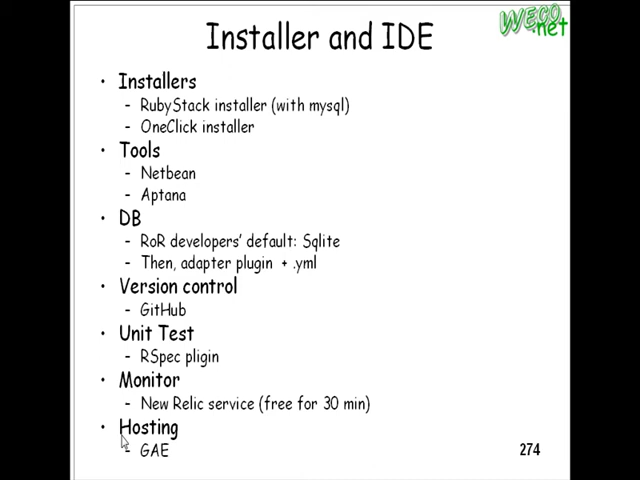 WECO
.net
Installer and IDE
• Installers
- RubyStack installer (with mysql)
- OneClick installer
• Tools
- Netbean
- Aptana
• DB
- RoR developers' default: Sqlite
- Then, adapter plugin + .yml
• Version control
- GitHub
• Unit Test
- RSpec pligin
• Monitor
- New Relic service (free for 30 min)
• Hosting
- GAE
274